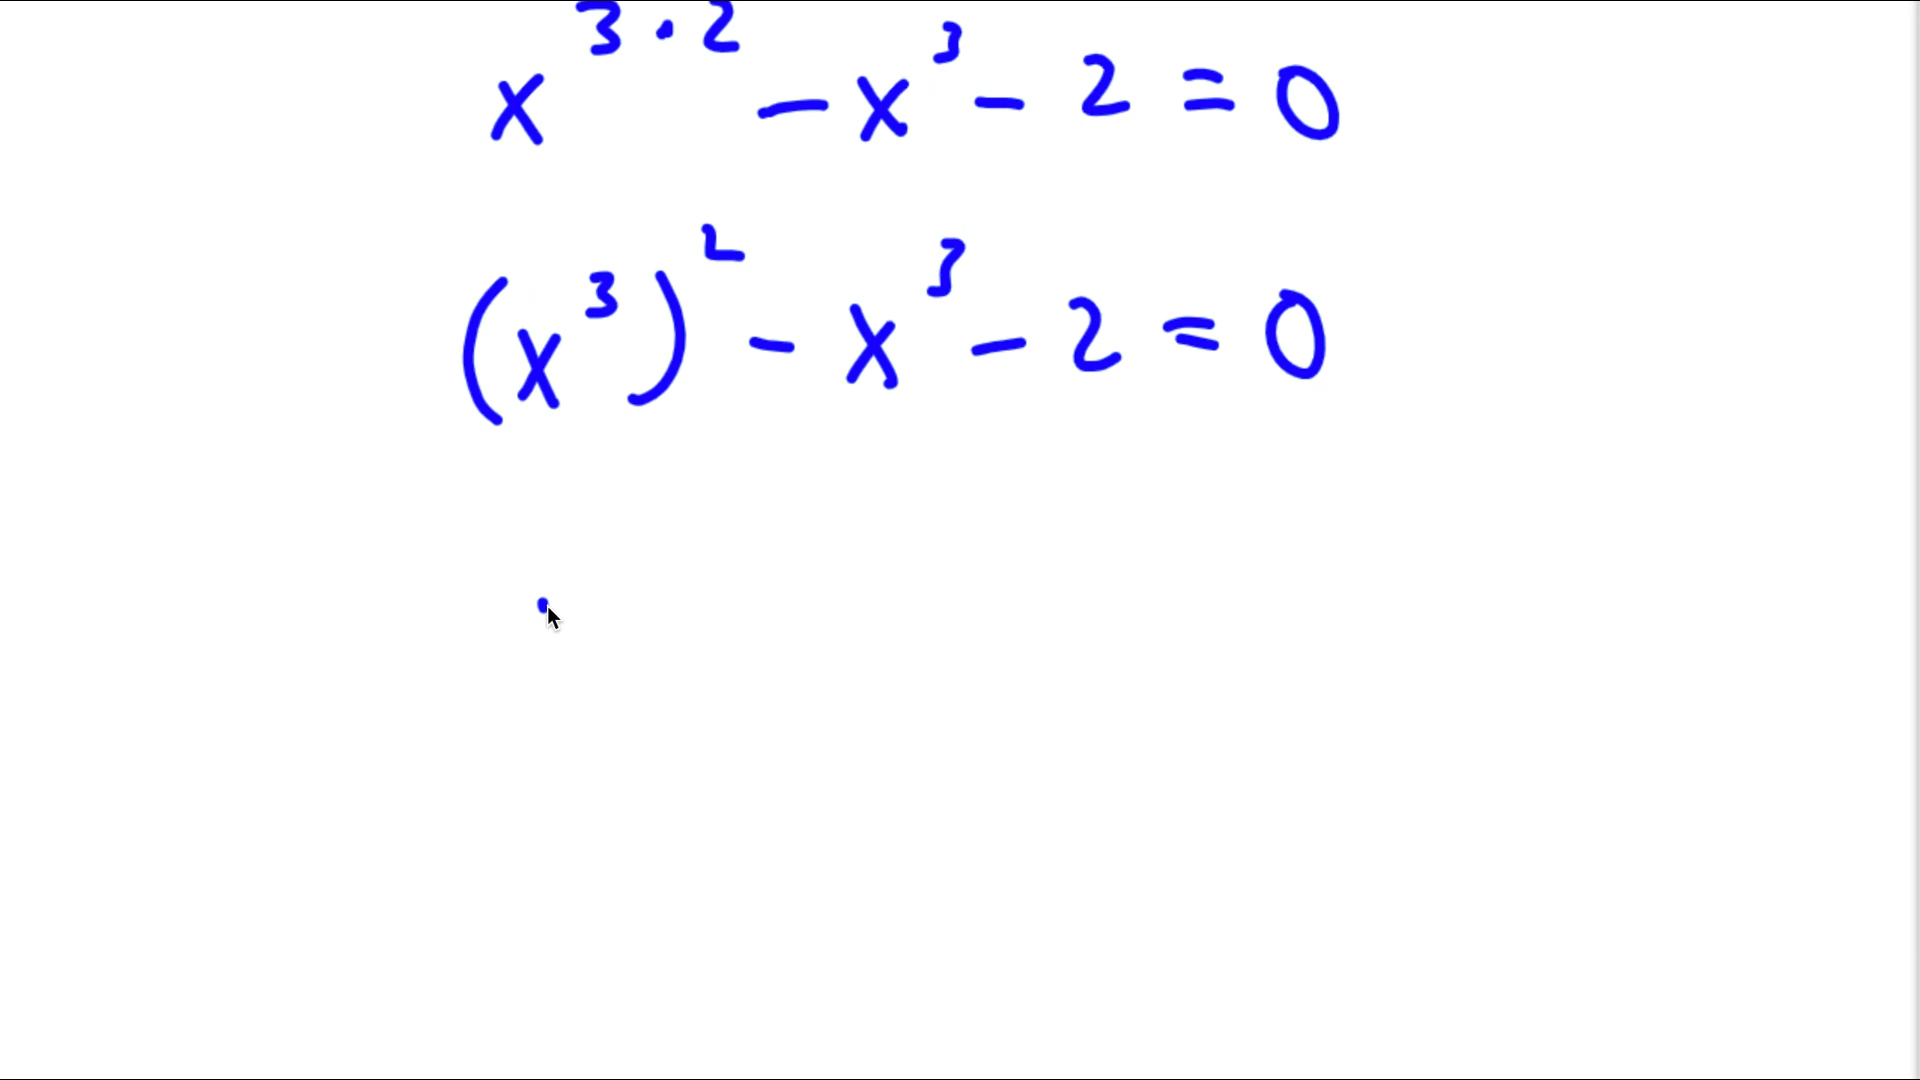 x^{3·2} - x^3 - 2 = 0
(x^3)^2 - x^3 - 2 = 0